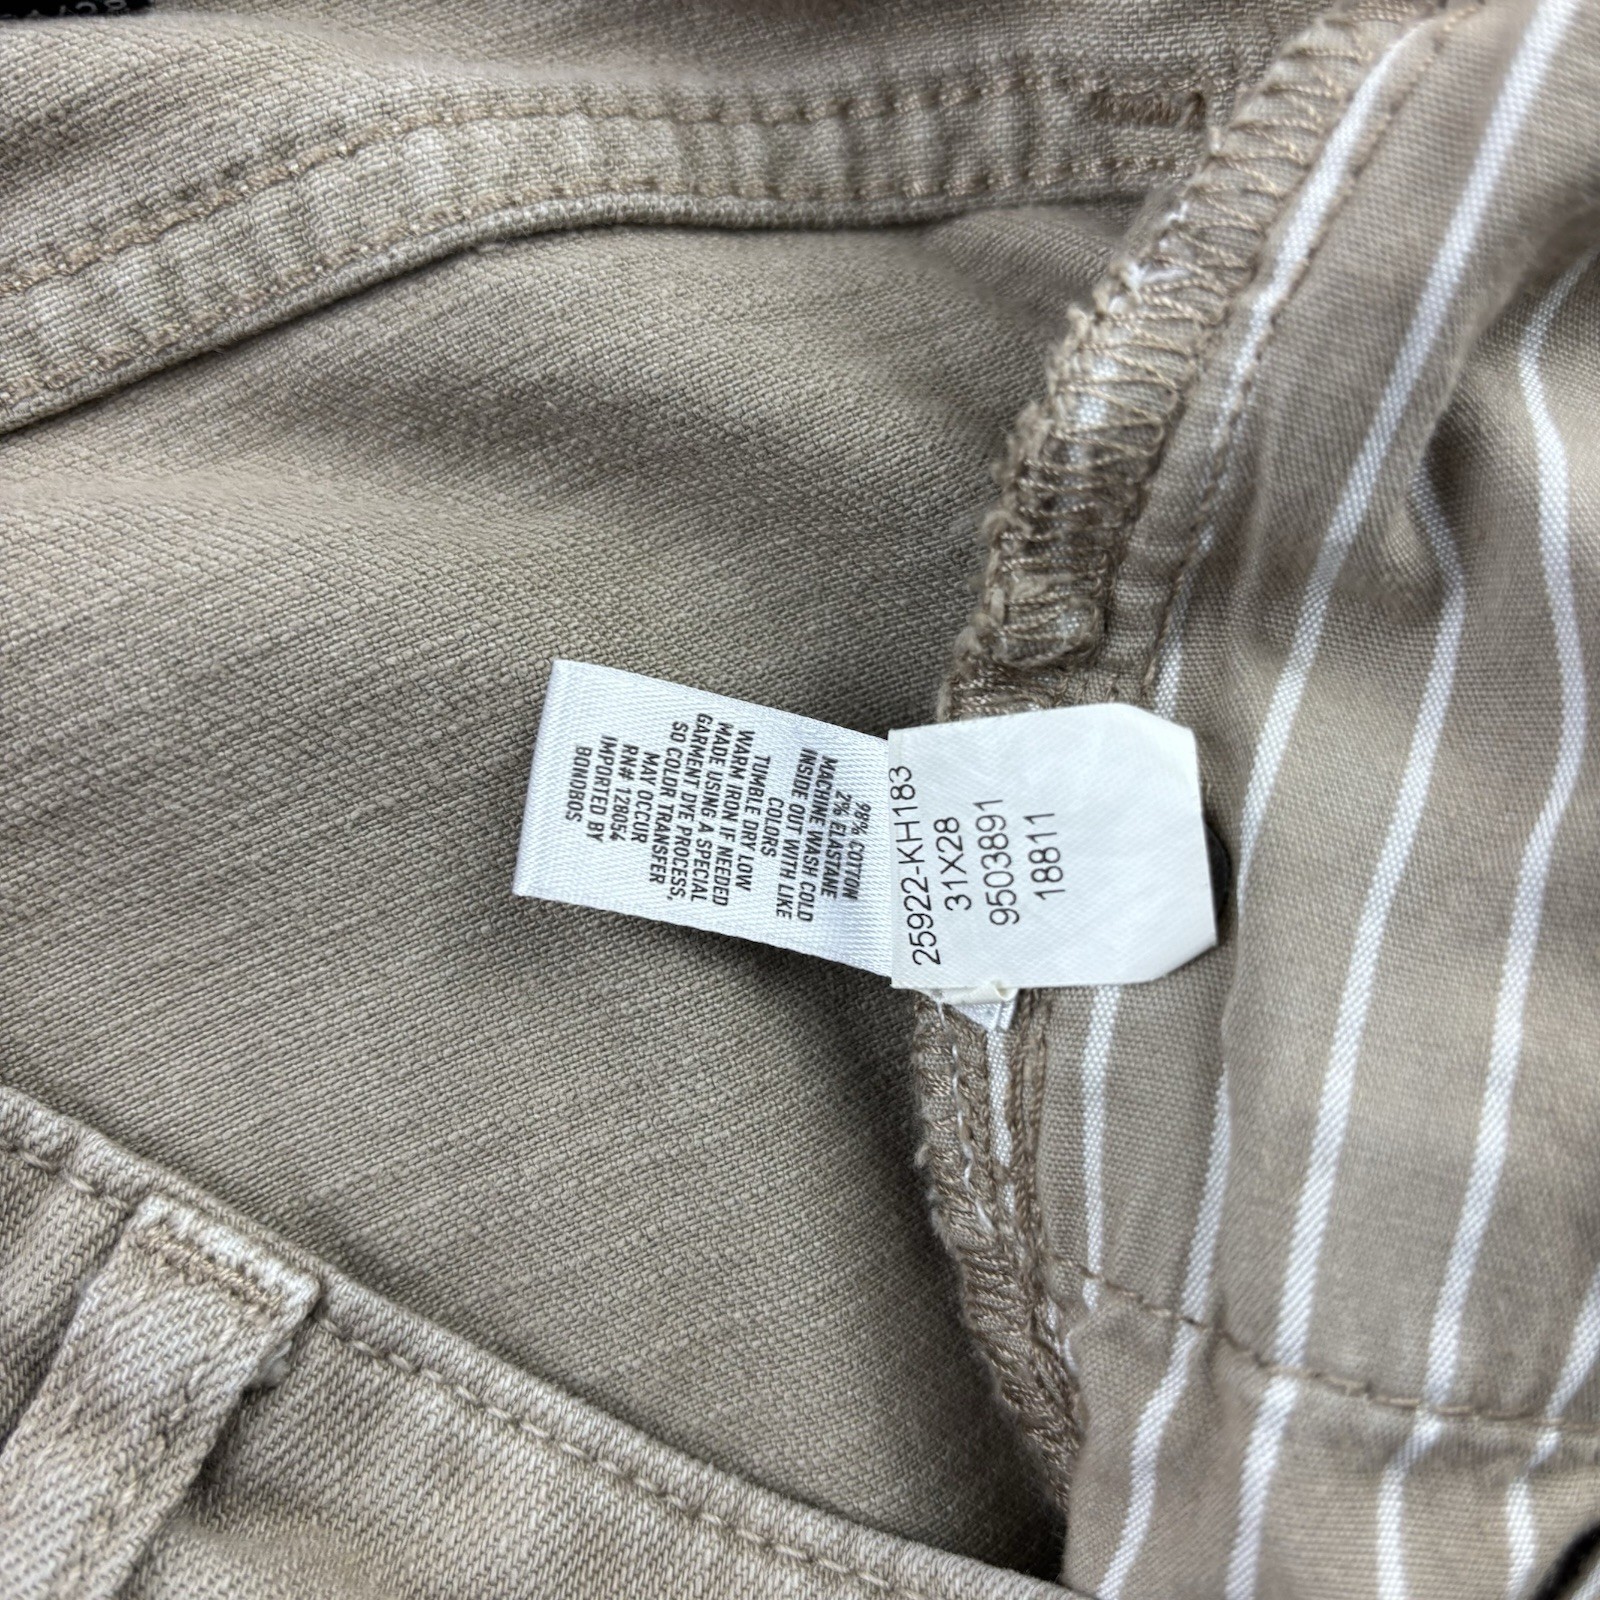 98% COTTON
2% ELASTANE
MACHINE WASH COLD
INSIDE OUT WITH LIKE
COLORS
TUMBLE DRY LOW
WARM IRON IF NEEDED
MADE USING A SPECIAL
GARMENT DYE PROCESS,
SO COLOR TRANSFER
MAY OCCUR
RN# 128054
IMPORTED BY
BONOBOS
25922-KH183
31X28
9503891
18811